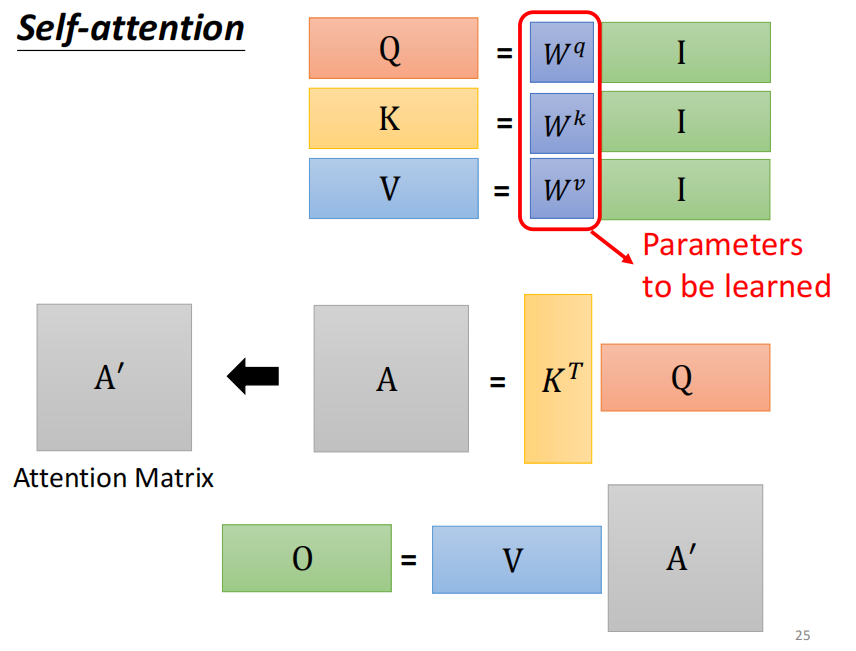 Self-attention
Q = W^q I
K = W^k I
V = W^v I
Parameters
to be learned
A′ A = K^T Q
Attention Matrix
O = V A′
25